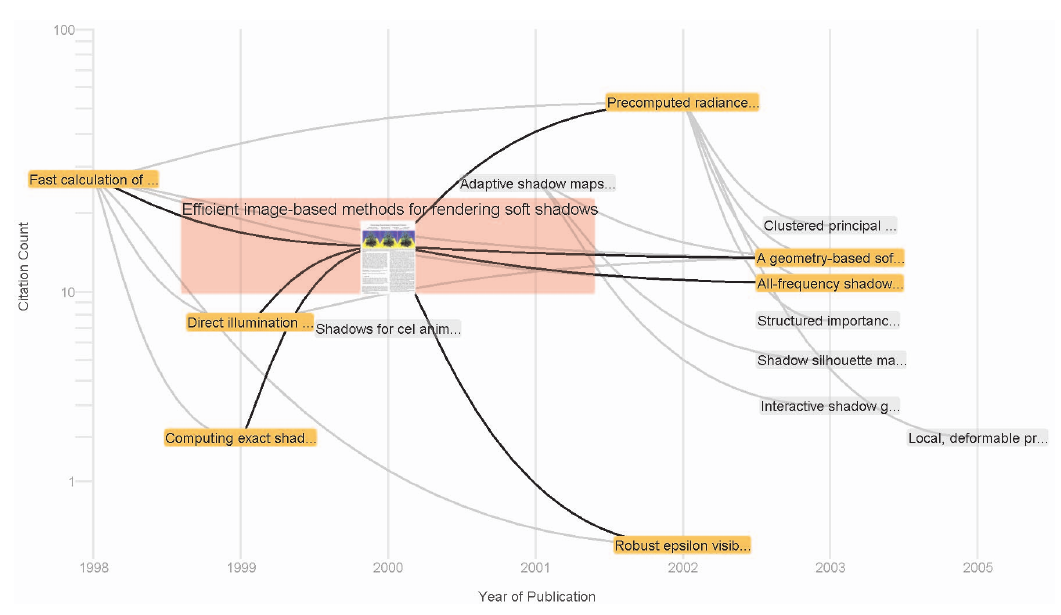 100
Precomputed radiance...
Fast calculation of ...
Adaptive shadow maps...
Efficient image-based methods for rendering soft shadows
Clustered principal ...
A geometry-based sof...
All-frequency shadow...
10
Direct illumination ...
Shadows for cel anim...
Structured importanc...
Shadow silhouette ma...
Interactive shadow g...
Computing exact shad...
Local, deformable pr...
1
Robust epsilon visib...
1998
1999
2000
2001
2002
2003
2005
Citation Count
Year of Publication